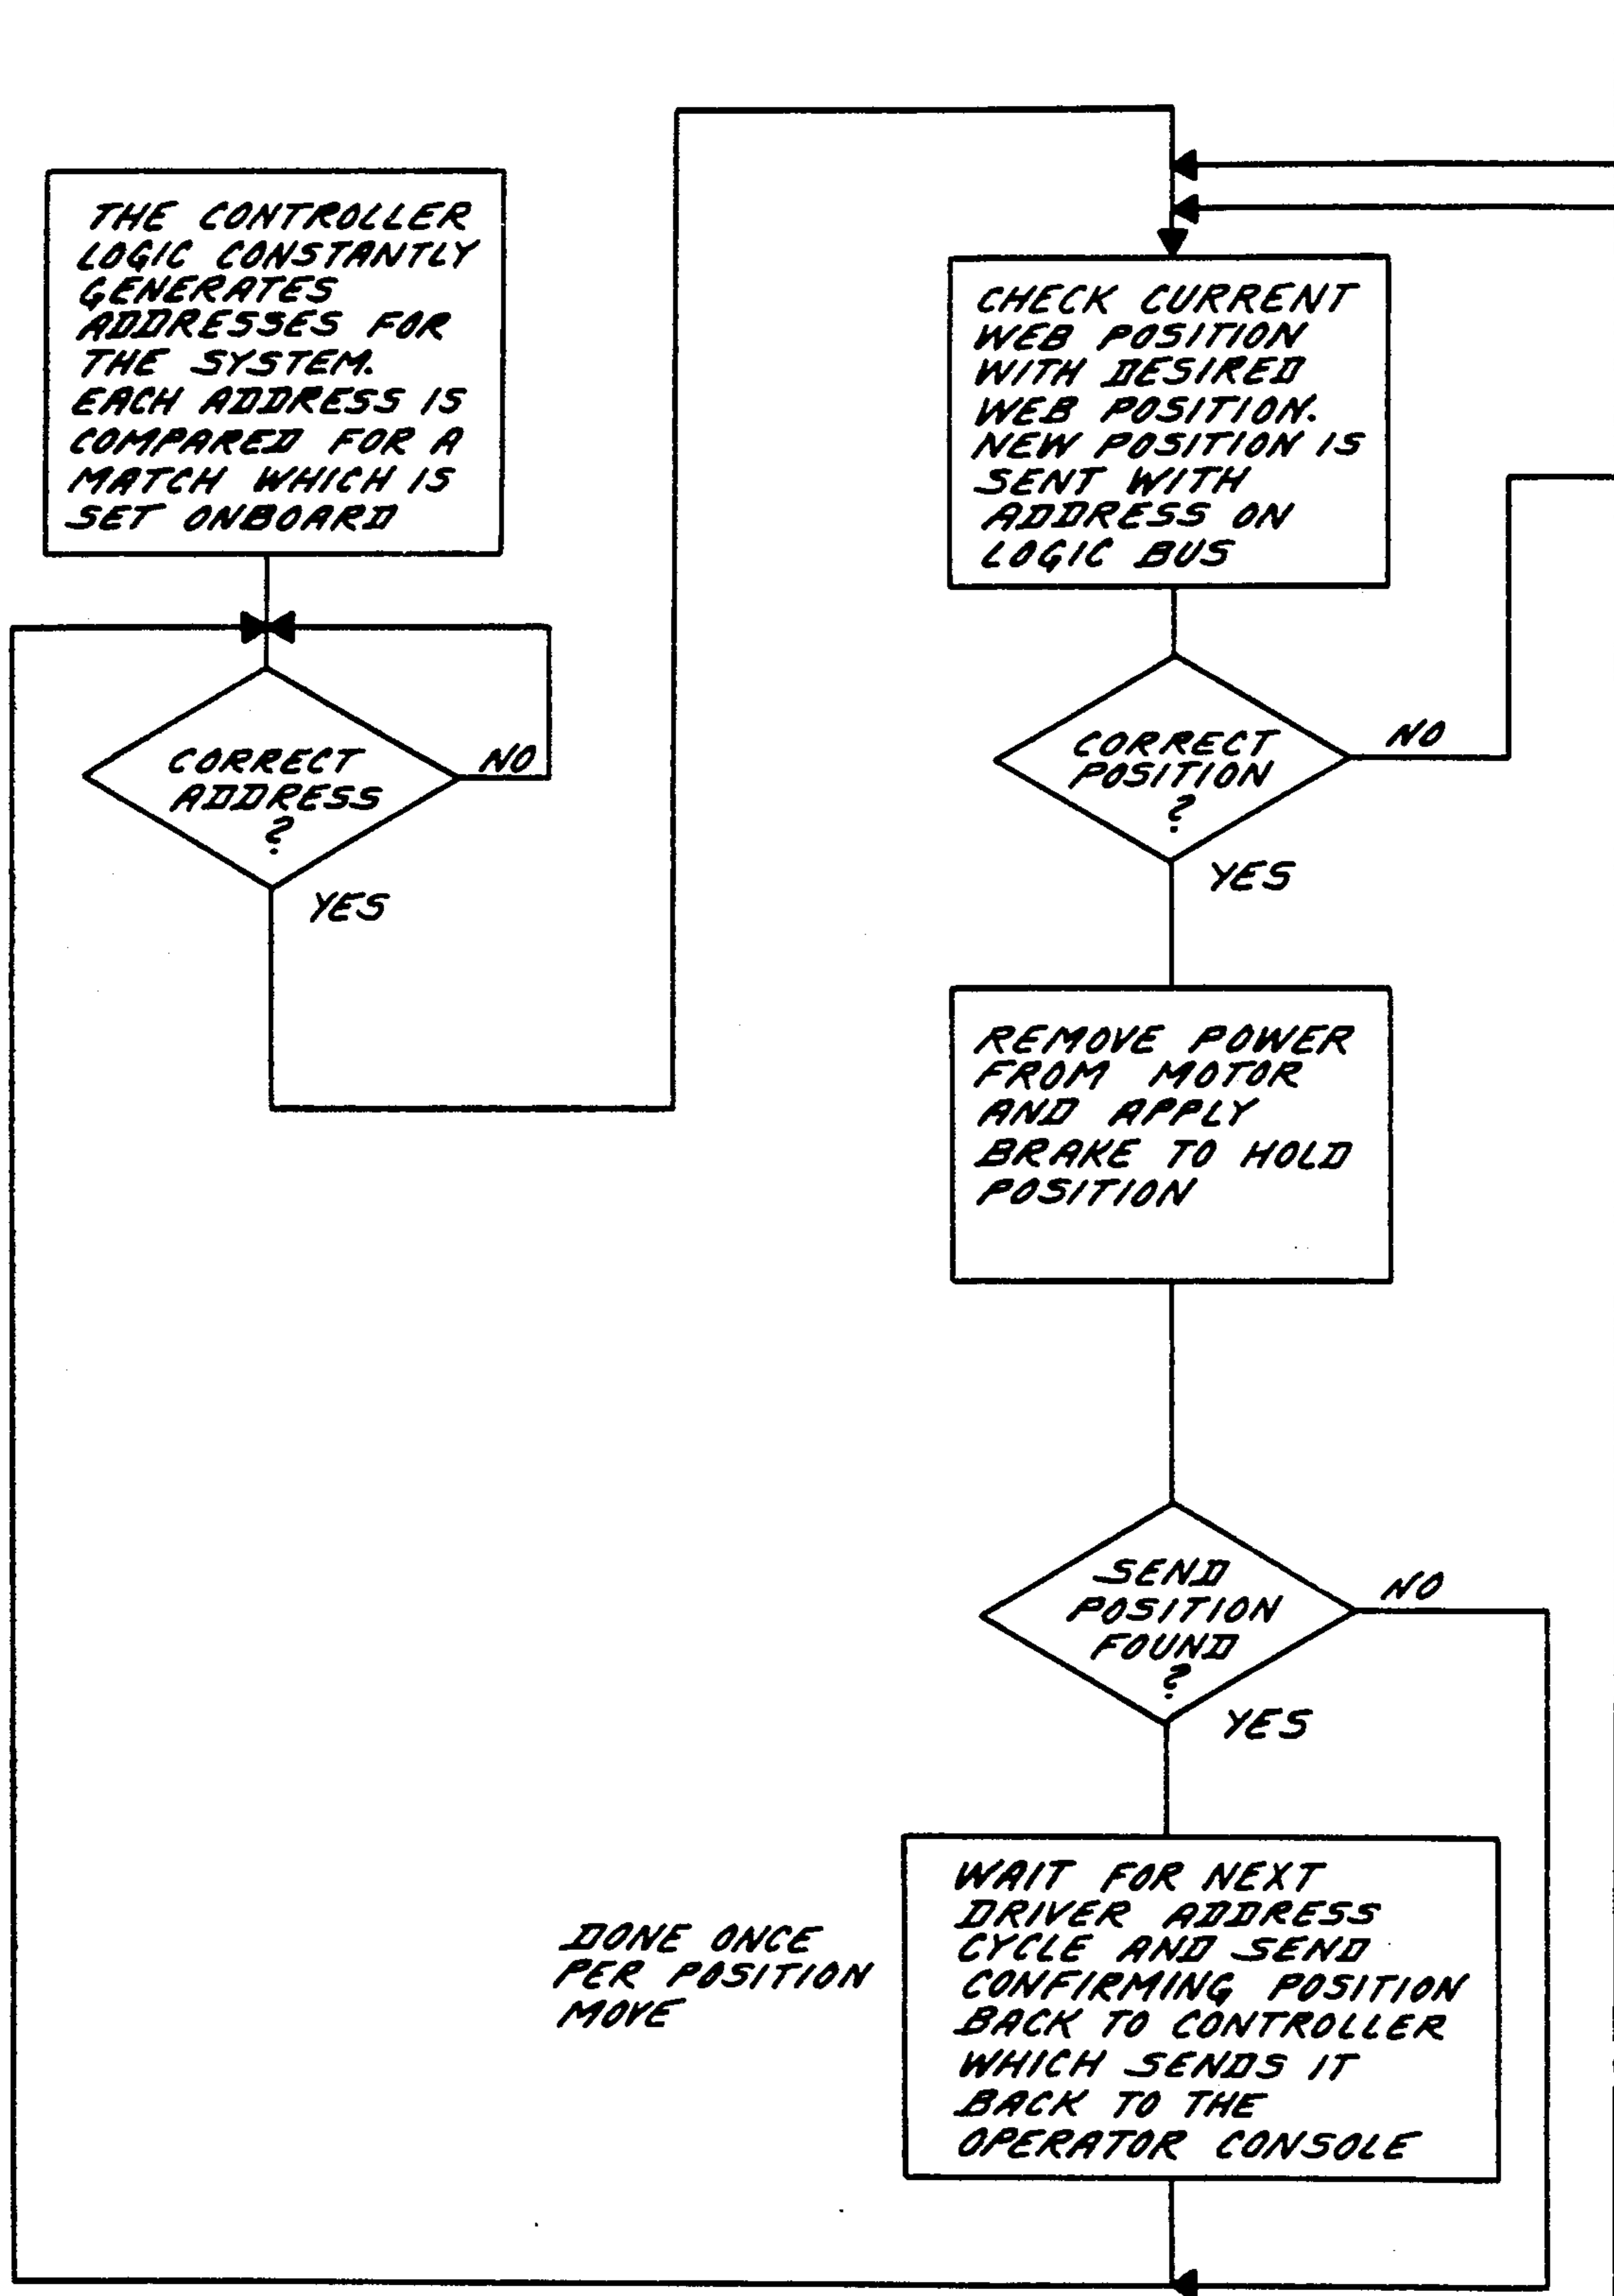 THE CONTROLLER
LOGIC CONSTANTLY
GENERATES
ADDRESSES FOR
THE SYSTEM.
EACH ADDRESS IS
COMPARED FOR A
MATCH WHICH IS
SET ONBOARD
CORRECT
ADDRESS
?
NO
YES
CHECK CURRENT
WEB POSITION
WITH DESIRED
WEB POSITION.
NEW POSITION IS
SENT WITH
ADDRESS ON
LOGIC BUS
CORRECT
POSITION
?
NO
YES
REMOVE POWER
FROM MOTOR
AND APPLY
BRAKE TO HOLD
POSITION
SEND
POSITION
FOUND
?
NO
YES
DONE ONCE
PER POSITION
MOVE
WAIT FOR NEXT
DRIVER ADDRESS
CYCLE AND SEND
CONFIRMING POSITION
BACK TO CONTROLLER
WHICH SENDS IT
BACK TO THE
OPERATOR CONSOLE